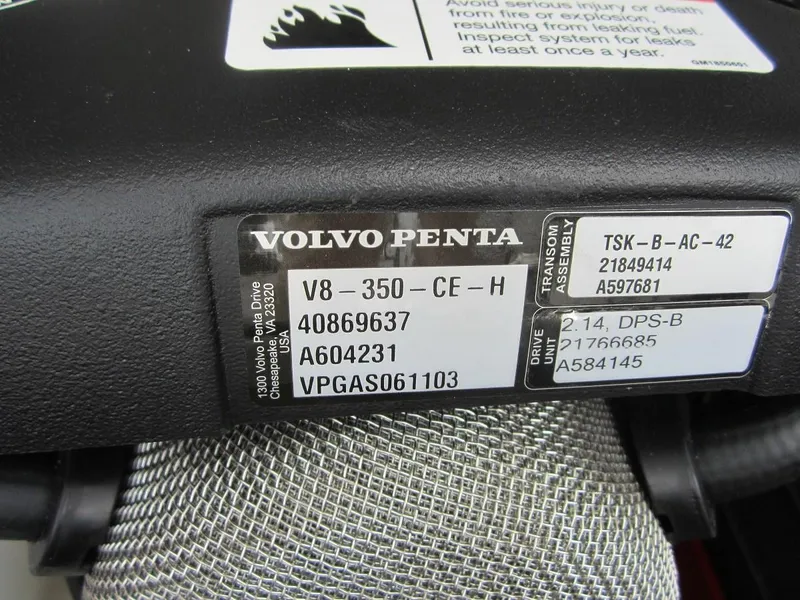 Avoid serious injury or death
from fire or explosion,
resulting from leaking fuel.
Inspect system for leaks
at least once a year.
GM1850601
VOLVO PENTA
1300 Volvo Penta Drive
Chesapeake, VA 23320
USA
V8-350-CE-H
40869637
A604231
VPGAS061103
TRANSOM
ASSEMBLY
TSK-B-AC-42
21849414
A597681
DRIVE
UNIT
2.14, DPS-B
21766685
A584145